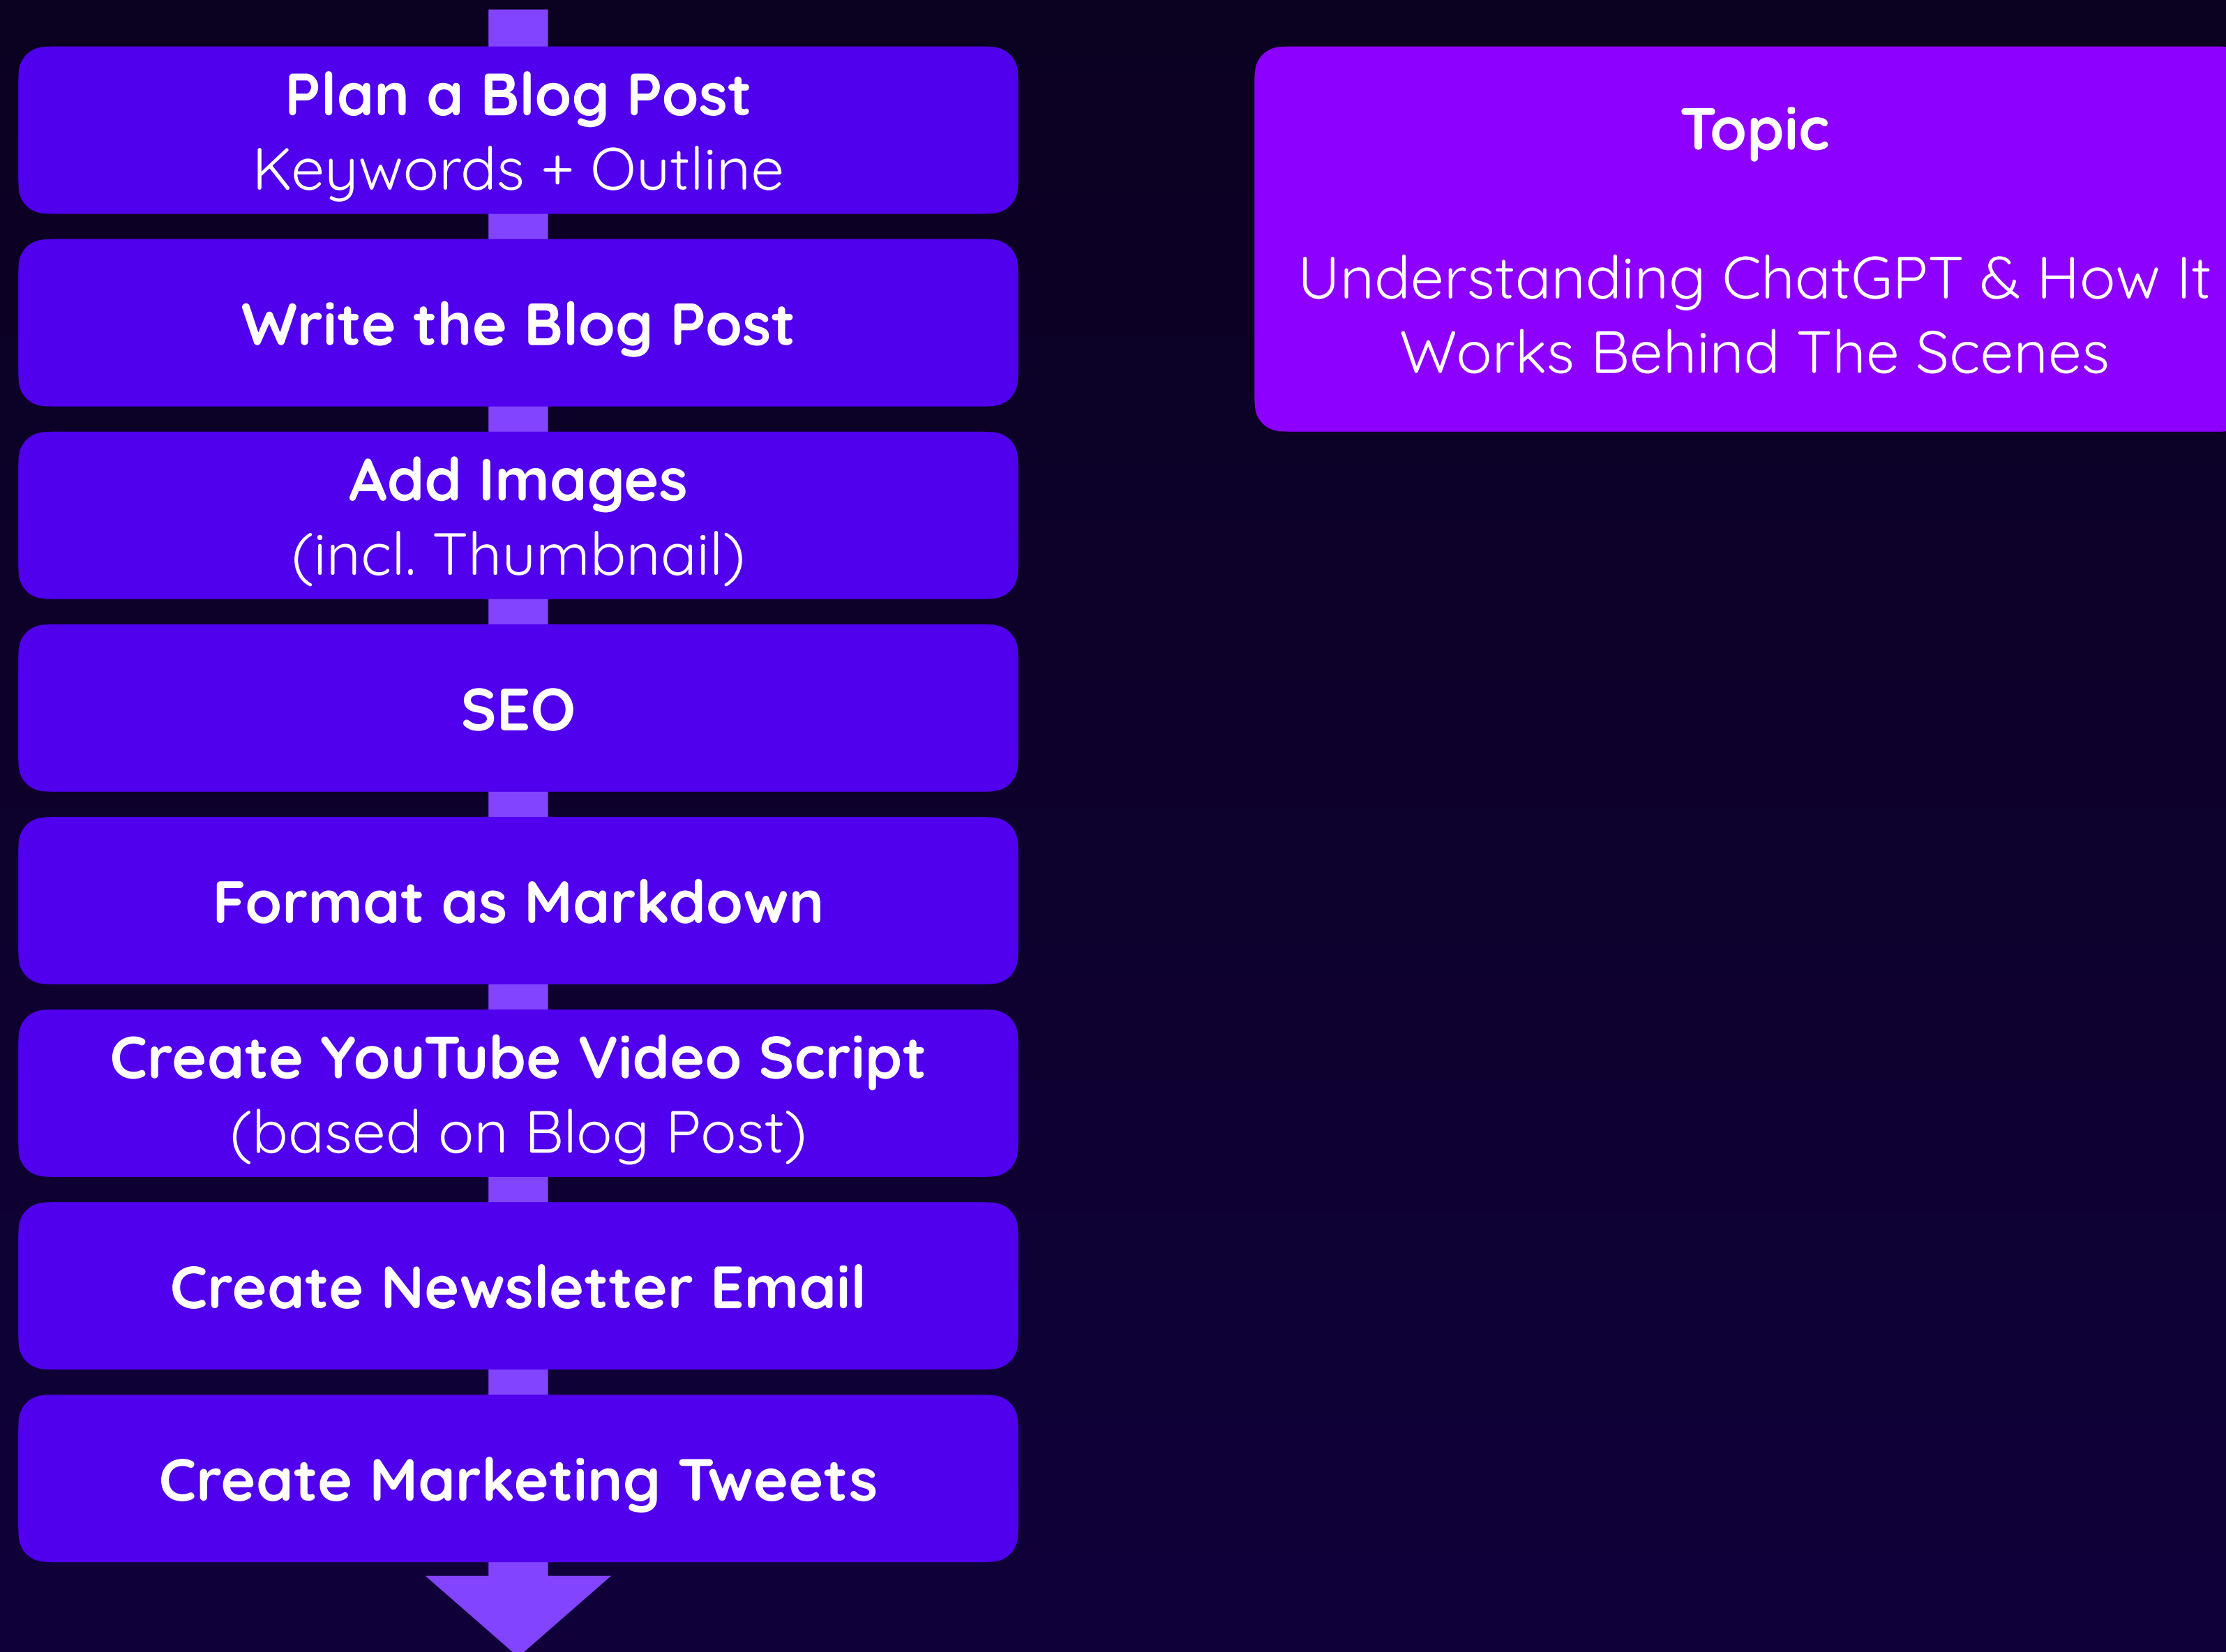 Plan a Blog Post
Keywords + Outline
Write the Blog Post
Add Images
(incl. Thumbnail)
SEO
Format as Markdown
Create YouTube Video Script
(based on Blog Post)
Create Newsletter Email
Create Marketing Tweets
Topic
Understanding ChatGPT & How It
Works Behind The Scenes